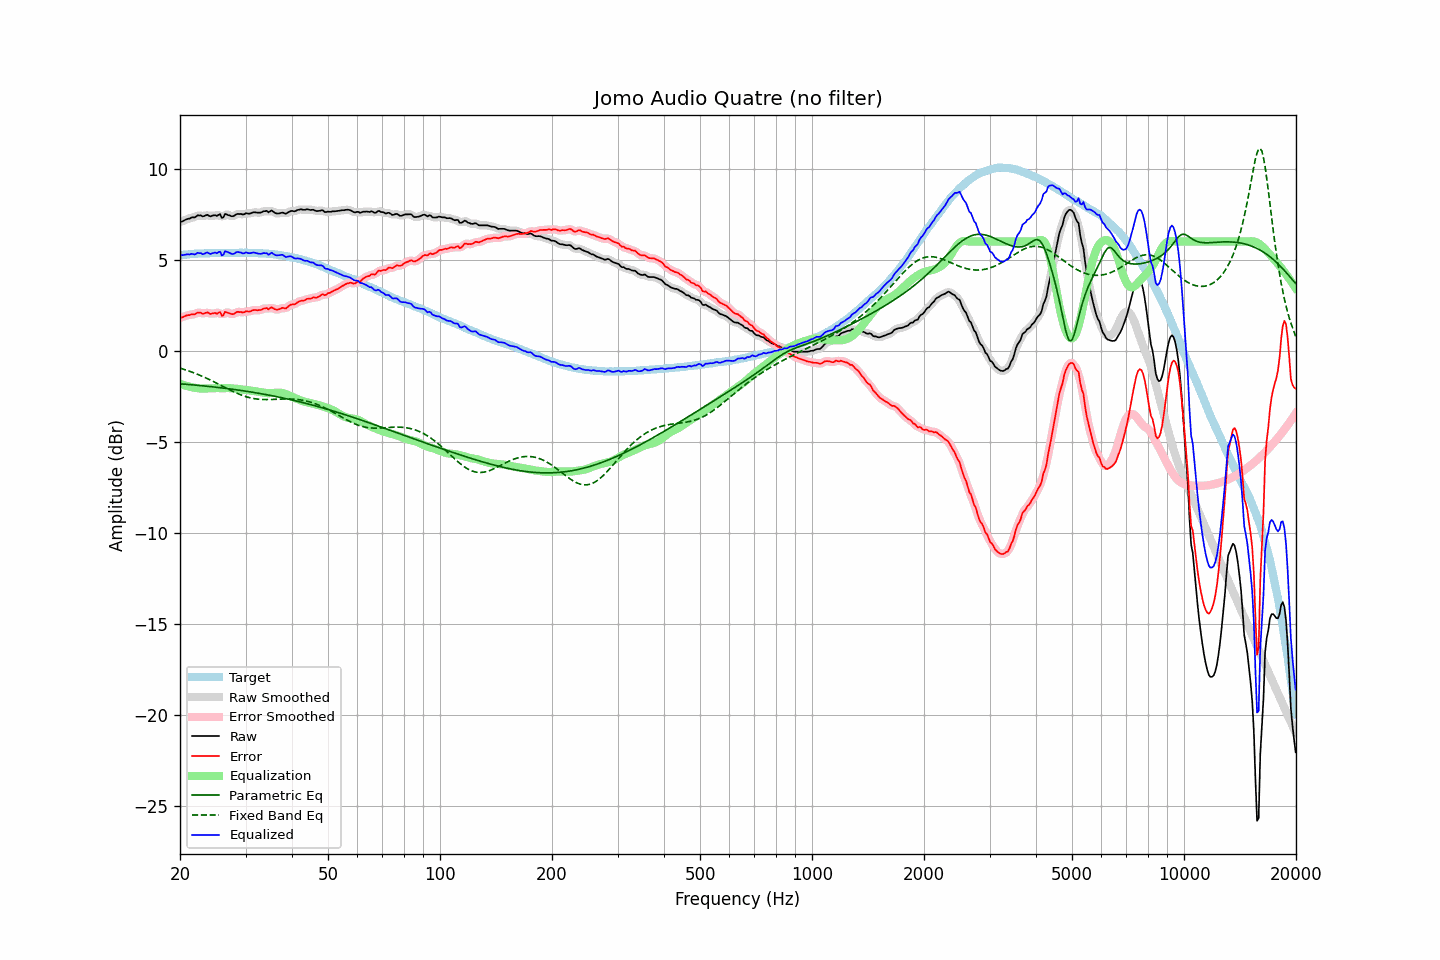 Jomo Audio Quatre (no filter)
10
5
0
−5
−10
−15
−20
−25
Amplitude (dBr)
Target
Raw Smoothed
Error Smoothed
Raw
Error
Equalization
Parametric Eq
Fixed Band Eq
Equalized
20 50 100 200 500 1000 2000 5000 10000 20000
Frequency (Hz)